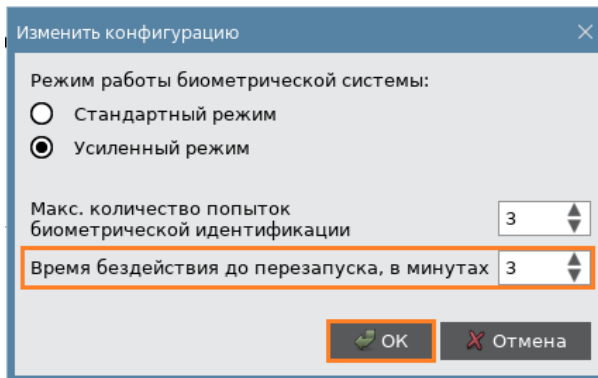 Изменить конфигурацию
Режим работы биометрической системы:
Стандартный режим
Усиленный режим
Макс. количество попыток
биометрической идентификации
3
Время бездействия до перезапуска, в минутах 3
ОК Отмена